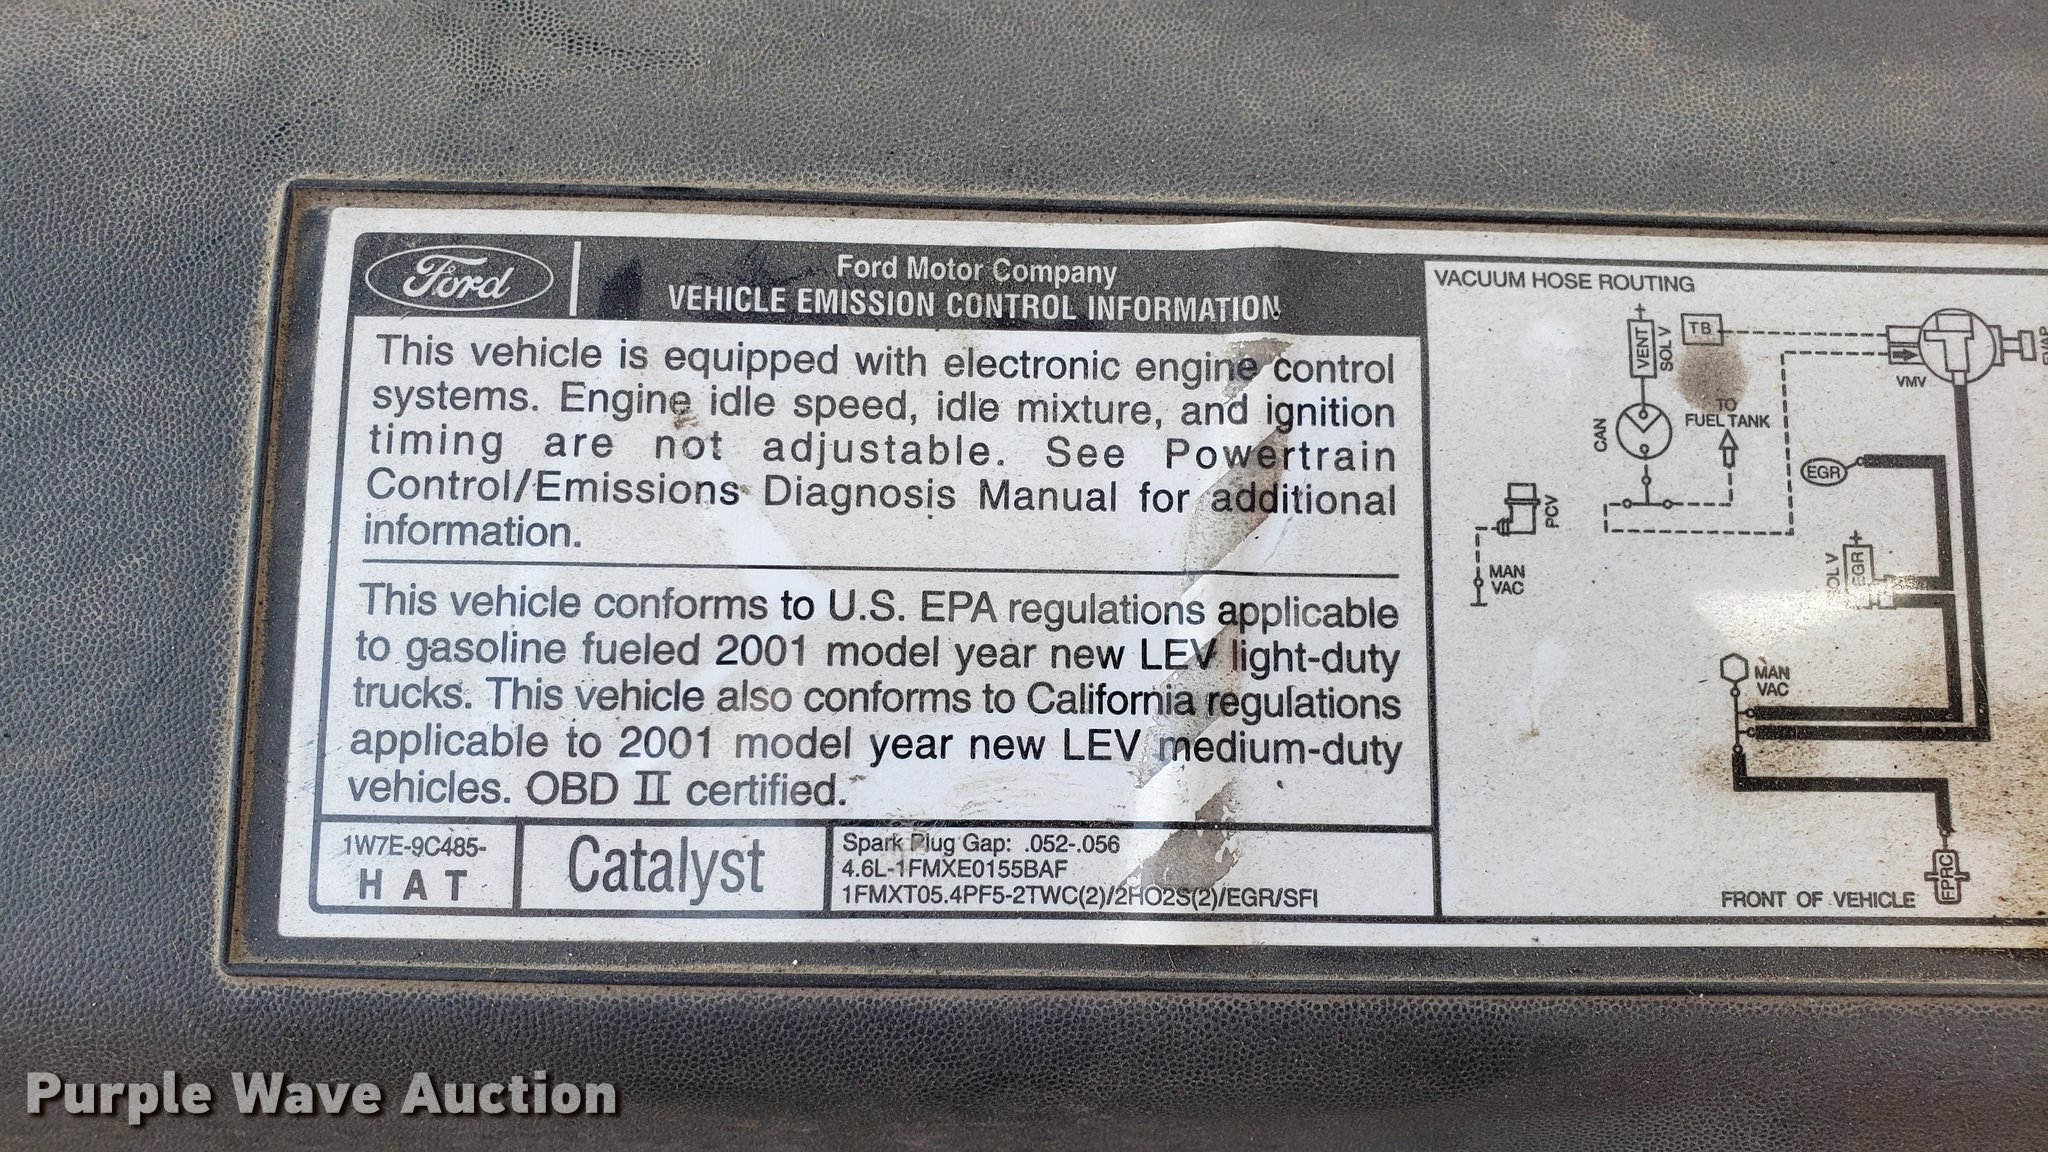 Ford
Ford Motor Company
VEHICLE EMISSION CONTROL INFORMATION
This vehicle is equipped with electronic engine control
systems. Engine idle speed, idle mixture, and ignition
timing are not adjustable. See Powertrain
Control/Emissions Diagnosis Manual for additional
information.
This vehicle conforms to U.S. EPA regulations applicable
to gasoline fueled 2001 model year new LEV light-duty
trucks. This vehicle also conforms to California regulations
applicable to 2001 model year new LEV medium-duty
vehicles. OBD II certified.
1W7E-9C485-
HAT
Catalyst
Spark Plug Gap: .052-.056
4.6L-1FMXE0155BAF
1FMXT05.4PF5-2TWC(2)/2HO2S(2)/EGR/SFI
VACUUM HOSE ROUTING
VENT
SOL V
TB
VMV
EVAP
CAN
TO
FUEL TANK
EGR
PCV
MAN
VAC
EGR
SOL V
MAN
VAC
FPRC
FRONT OF VEHICLE
Purple Wave Auction